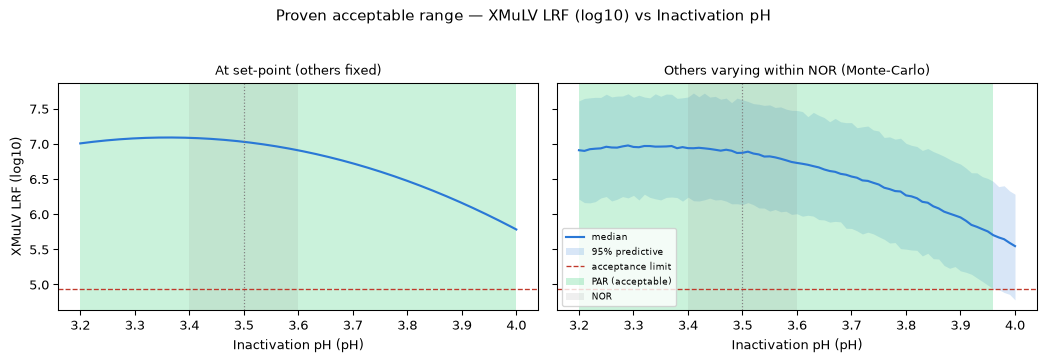 Proven acceptable range — XMuLV LRF (log10) vs Inactivation pH
At set-point (others fixed)
XMuLV LRF (log10)
7.5
7.0
6.5
6.0
5.5
5.0
3.2 3.3 3.4 3.5 3.6 3.7 3.8 3.9 4.0
Inactivation pH (pH)
Others varying within NOR (Monte-Carlo)
median
95% predictive
acceptance limit
PAR (acceptable)
NOR
3.2 3.3 3.4 3.5 3.6 3.7 3.8 3.9 4.0
Inactivation pH (pH)